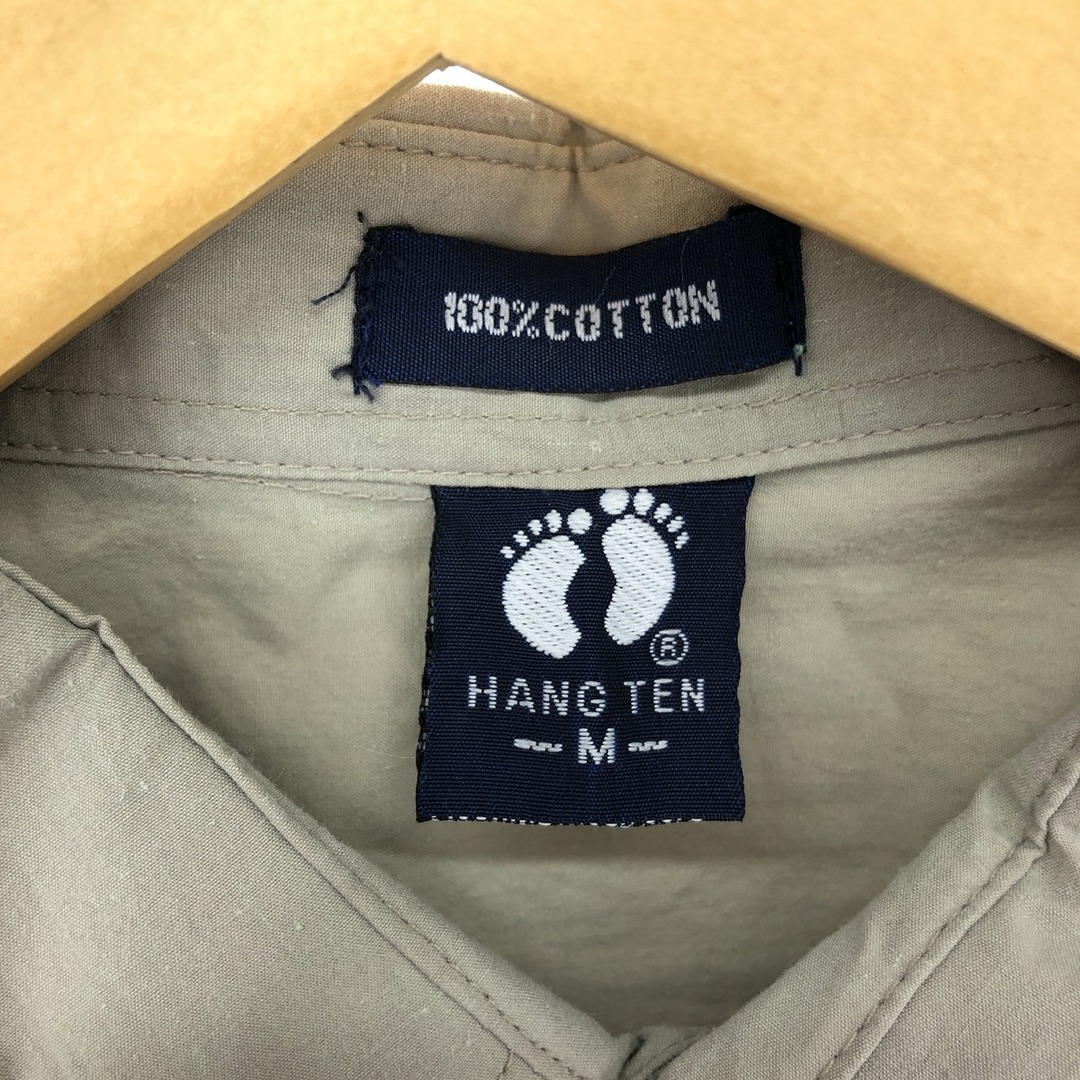 100%COTTON
®
HANG TEN
-M-